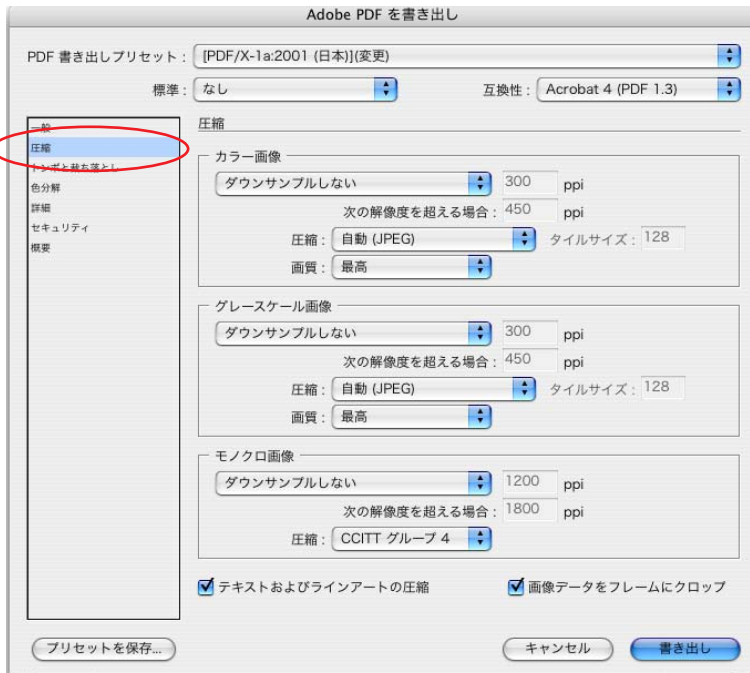 Adobe PDF を書き出し
PDF 書き出しプリセット : [PDF/X-1a:2001 (日本)](変更)
標準 : なし 互換性 : Acrobat 4 (PDF 1.3)
一般
圧縮
トンボと裁ち落とし
色分解
詳細
セキュリティ
概要
圧縮
カラー画像
ダウンサンプルしない 300 ppi
次の解像度を超える場合 : 450 ppi
圧縮 : 自動 (JPEG) タイルサイズ : 128
画質 : 最高
グレースケール画像
ダウンサンプルしない 300 ppi
次の解像度を超える場合 : 450 ppi
圧縮 : 自動 (JPEG) タイルサイズ : 128
画質 : 最高
モノクロ画像
ダウンサンプルしない 1200 ppi
次の解像度を超える場合 : 1800 ppi
圧縮 : CCITT グループ 4
テキストおよびラインアートの圧縮 画像データをフレームにクロップ
プリセットを保存... キャンセル 書き出し